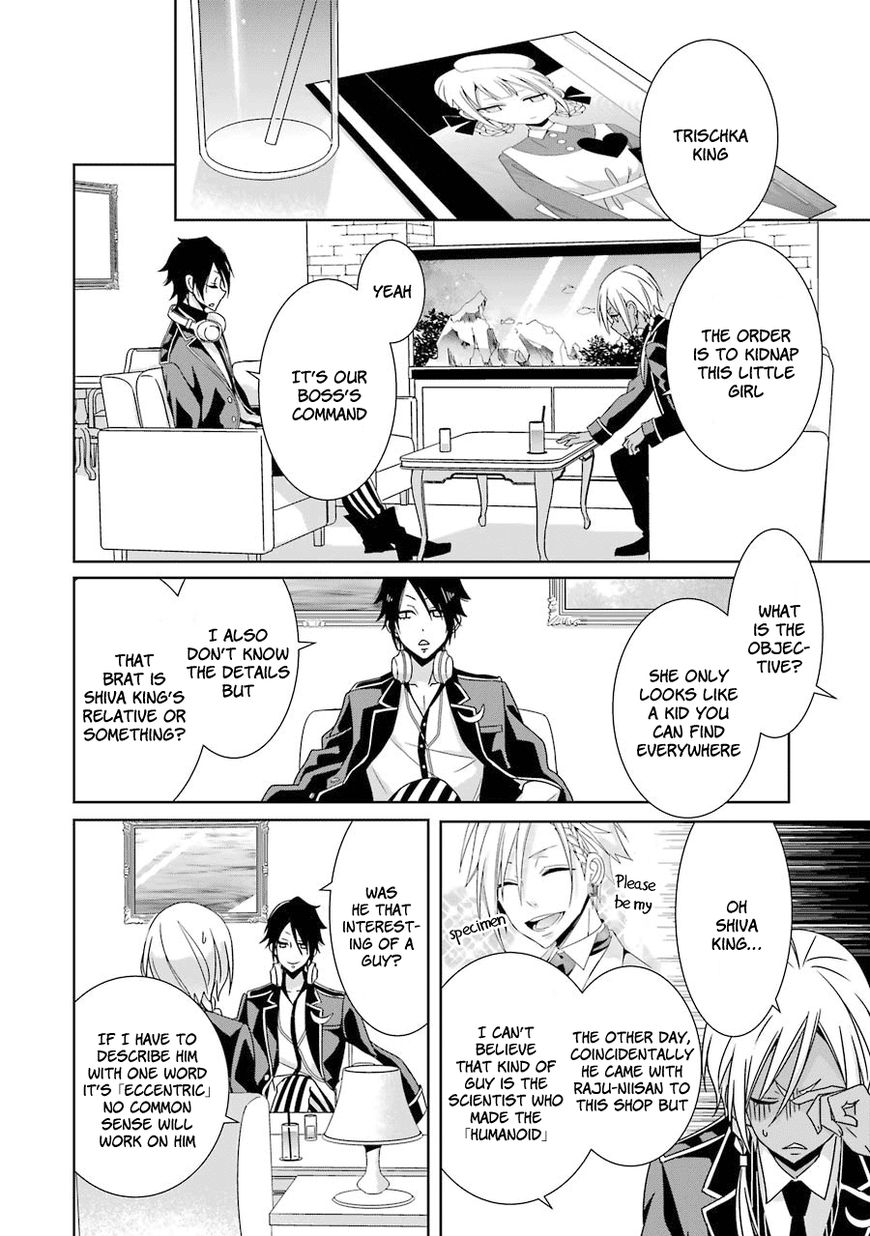 TRISCHKA
KING
THE ORDER
IS TO KIDNAP
THIS LITTLE
GIRL
YEAH
IT'S OUR
BOSS'S
COMMAND
WHAT
IS THE
OBJEC-
TIVE?
SHE ONLY
LOOKS LIKE
A KID YOU
CAN FIND
EVERYWHERE
I ALSO
DON'T KNOW
THE DETAILS
BUT
THAT
BRAT IS
SHIVA KING'S
RELATIVE OR
SOMETHING?
OH
SHIVA
KING...
Please
be my
specimen
THE OTHER DAY,
COINCIDENTALLY
HE CAME WITH
RAJU-NIISAN TO
THIS SHOP BUT
I CAN'T
BELIEVE
THAT KIND OF
GUY IS THE
SCIENTIST WHO
MADE THE
「HUMANOID」
WAS
HE THAT
INTEREST-
ING OF A
GUY?
IF I HAVE TO
DESCRIBE HIM
WITH ONE WORD
IT'S 「ECCENTRIC」
NO COMMON
SENSE WILL
WORK ON HIM